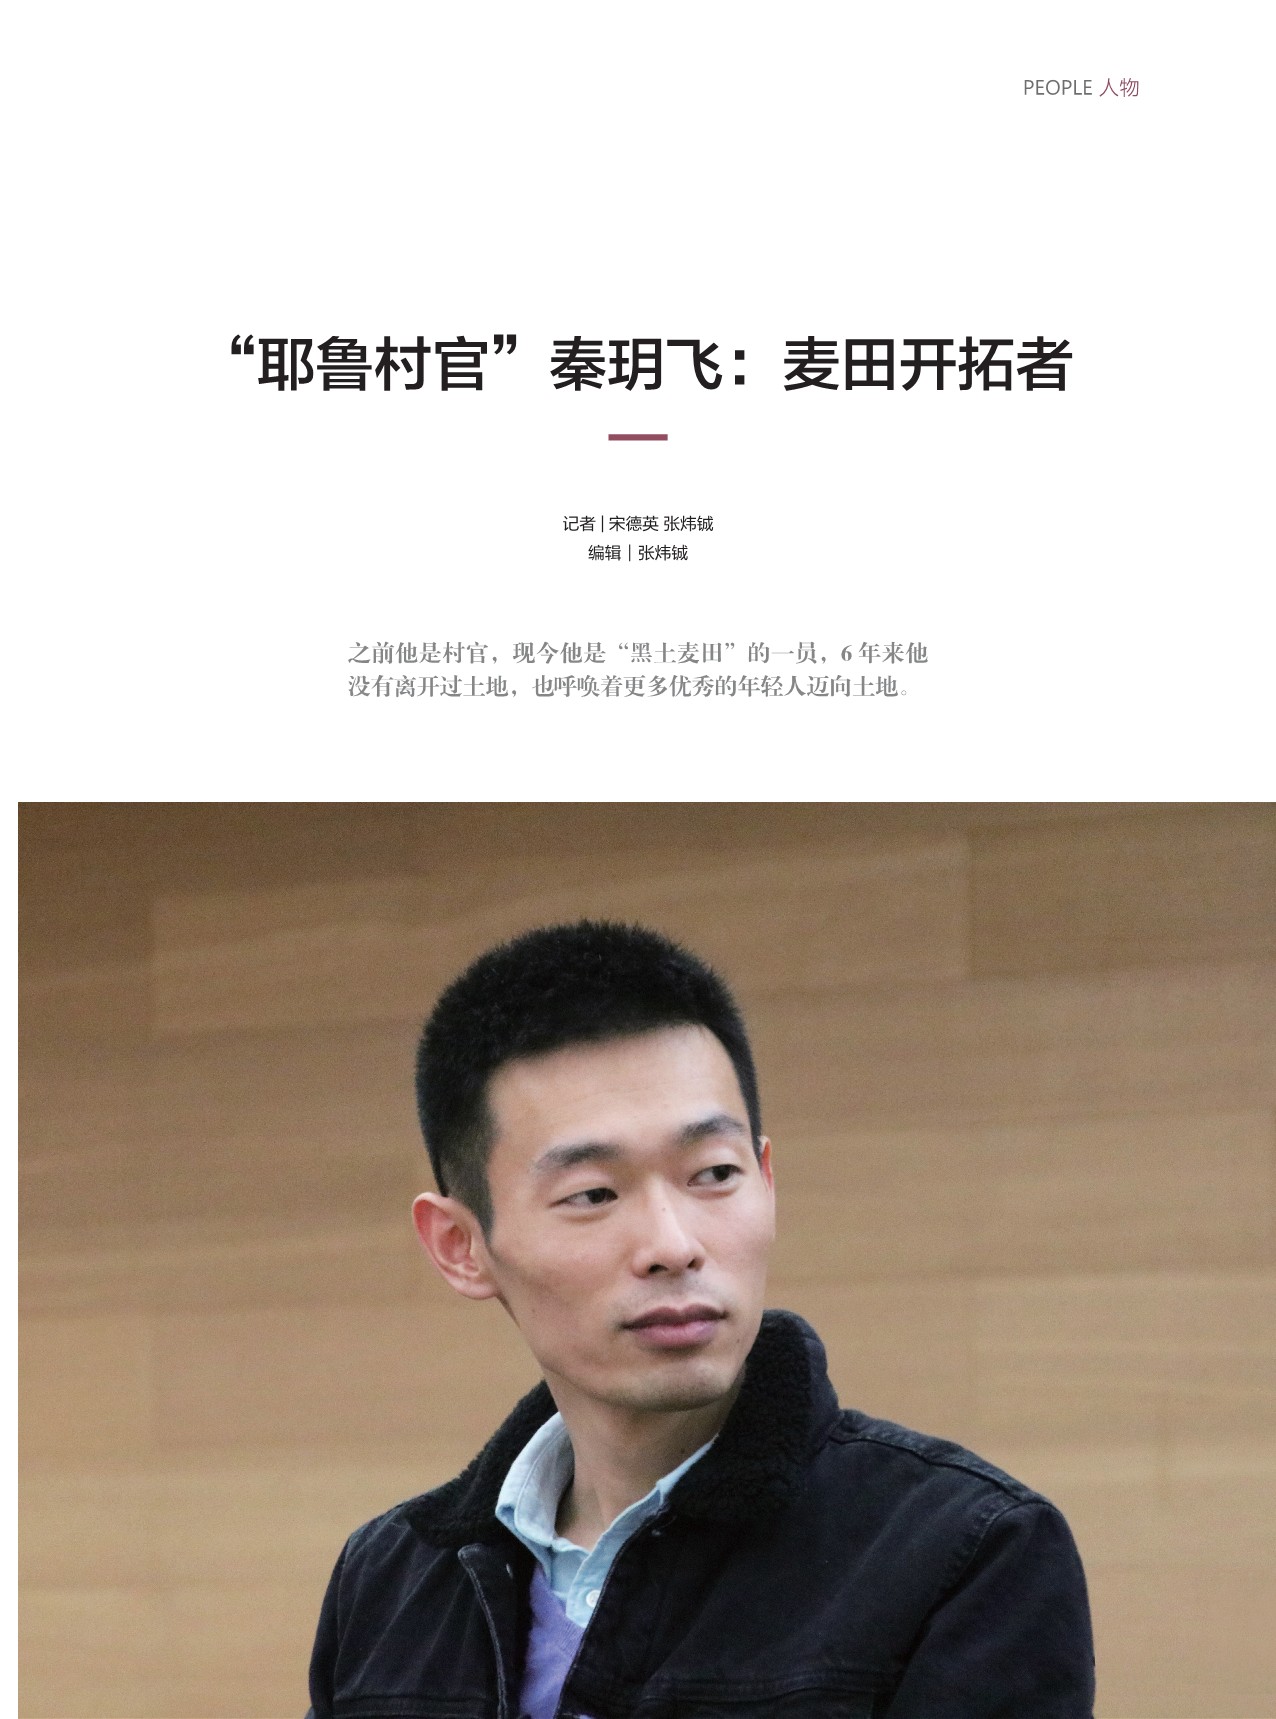 PEOPLE 人物
“耶鲁村官”秦玥飞：麦田开拓者
记者 | 宋德英 张炜铖
编辑 | 张炜铖
之前他是村官，现今他是“黑土麦田”的一员，6 年来他
没有离开过土地，也呼唤着更多优秀的年轻人迈向土地。